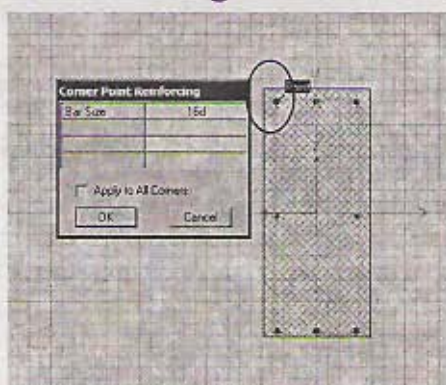 Corner Point Reinforcing
Bar Size 16d
Apply to All Corners
OK Cancel